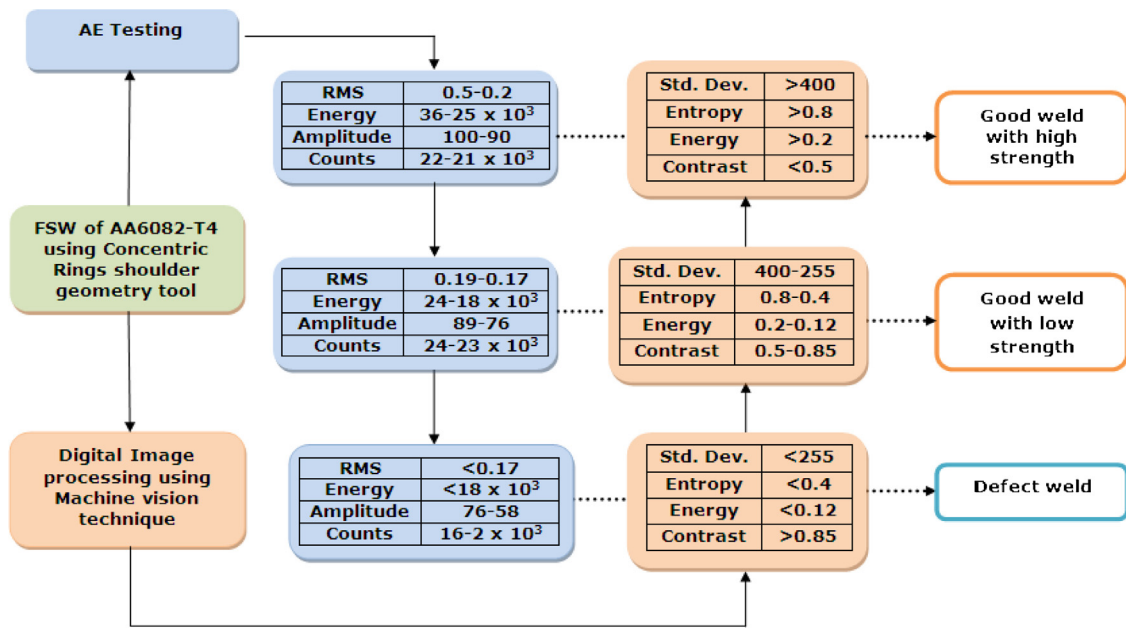 AE Testing
RMS 0.5-0.2
Energy 36-25 x 10³
Amplitude 100-90
Counts 22-21 x 10³
Std. Dev. >400
Entropy >0.8
Energy >0.2
Contrast <0.5
Good weld
with high
strength
FSW of AA6082-T4
using Concentric
Rings shoulder
geometry tool
RMS 0.19-0.17
Energy 24-18 x 10³
Amplitude 89-76
Counts 24-23 x 10³
Std. Dev. 400-255
Entropy 0.8-0.4
Energy 0.2-0.12
Contrast 0.5-0.85
Good weld
with low
strength
Digital Image
processing using
Machine vision
technique
RMS <0.17
Energy <18 x 10³
Amplitude 76-58
Counts 16-2 x 10³
Std. Dev. <255
Entropy <0.4
Energy <0.12
Contrast >0.85
Defect weld